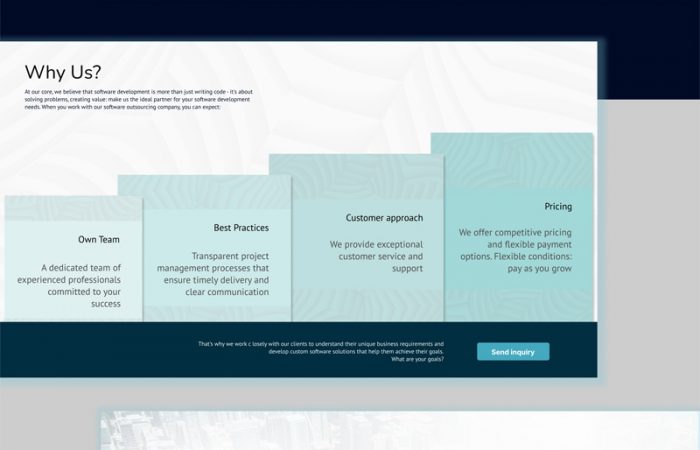 Why Us?
At our core, we believe that software development is more than just writing code - it's about
solving problems, creating value: make us the ideal partner for your software development
needs. When you work with our software outsourcing company, you can expect:
Own Team
A dedicated team of
experienced professionals
committed to your
success
Best Practices
Transparent project
management processes that
ensure timely delivery and
clear communication
Customer approach
We provide exceptional
customer service and
support
Pricing
We offer competitive pricing
and flexible payment
options. Flexible conditions:
pay as you grow
That's why we work c losely with our clients to understand their unique business requirements and
develop custom software solutions that help them achieve their goals.
What are your goals?
Send inquiry